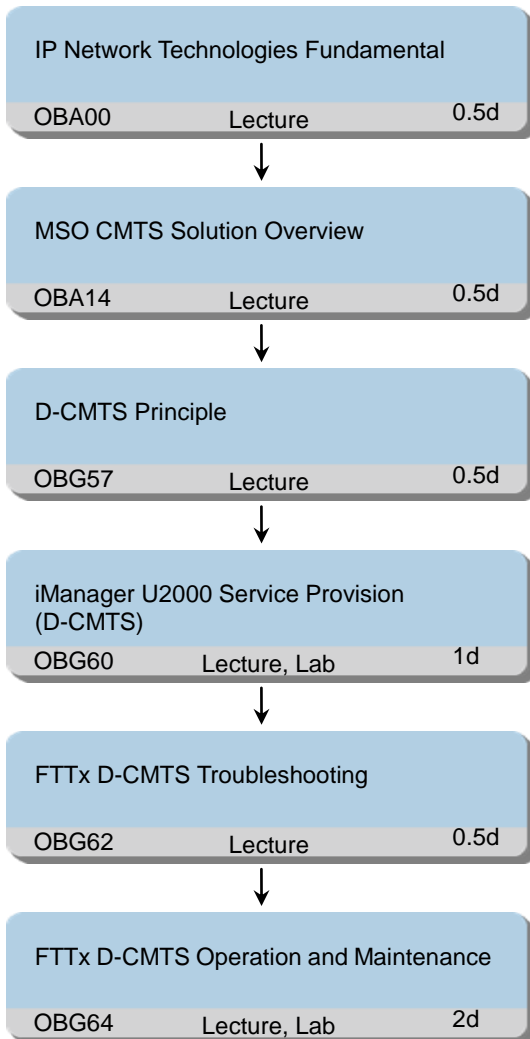 IP Network Technologies Fundamental
OBA00 Lecture 0.5d
MSO CMTS Solution Overview
OBA14 Lecture 0.5d
D-CMTS Principle
OBG57 Lecture 0.5d
iManager U2000 Service Provision
(D-CMTS)
OBG60 Lecture, Lab 1d
FTTx D-CMTS Troubleshooting
OBG62 Lecture 0.5d
FTTx D-CMTS Operation and Maintenance
OBG64 Lecture, Lab 2d